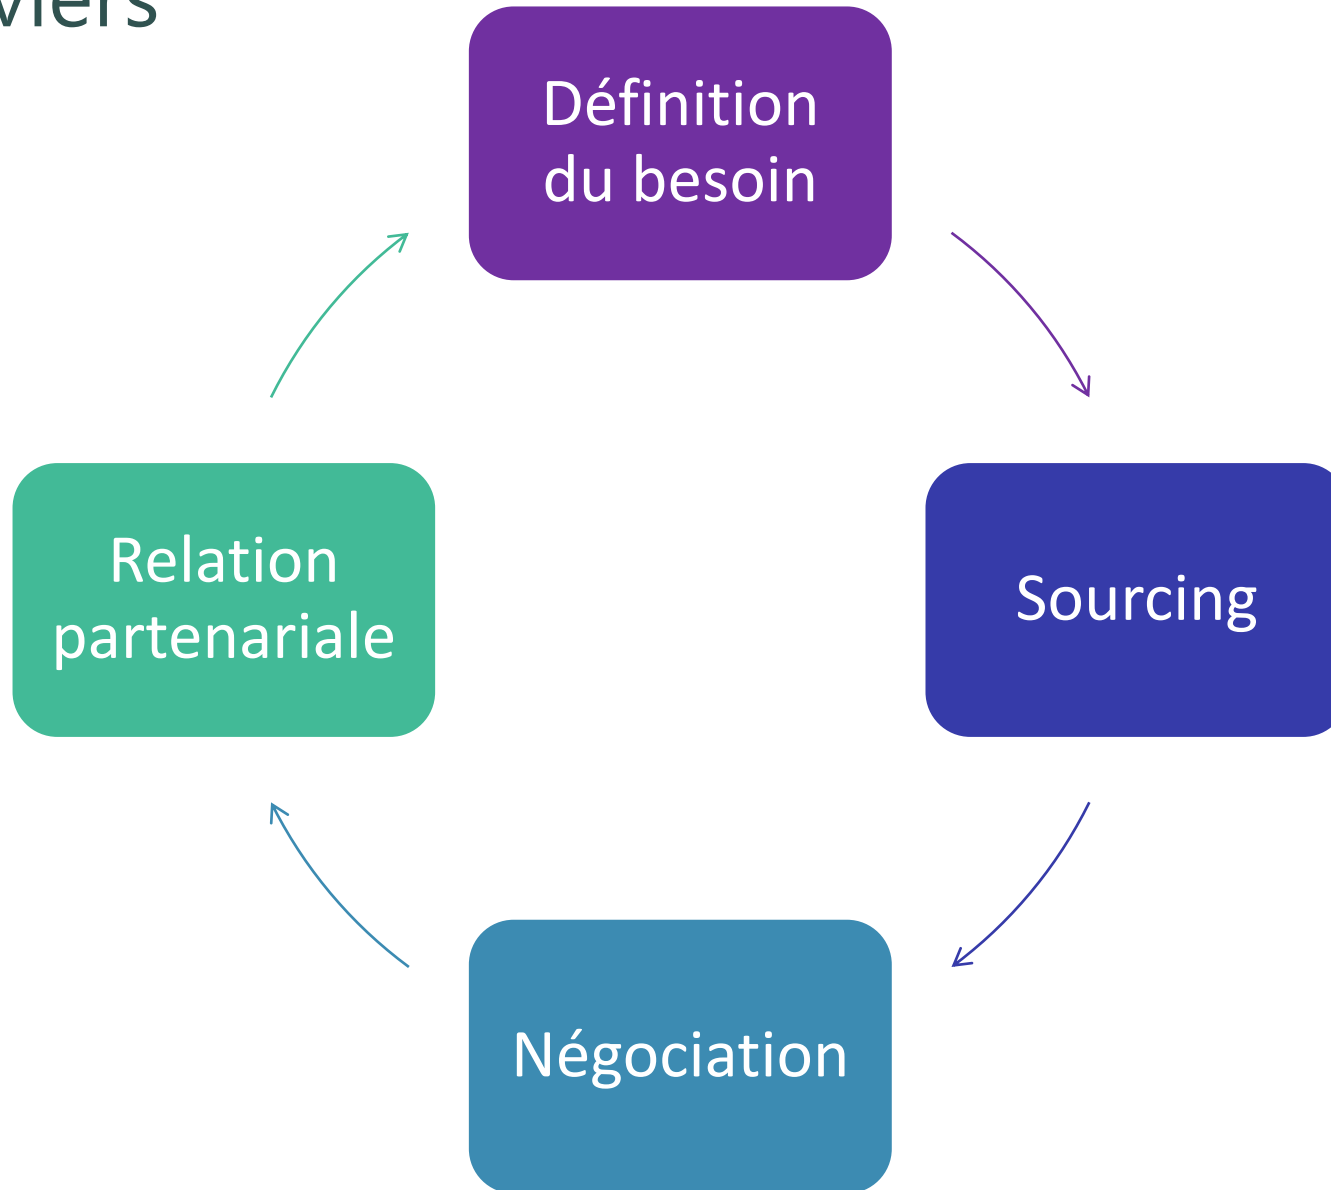 Définition
du besoin
Relation
partenariale
Sourcing
Négociation